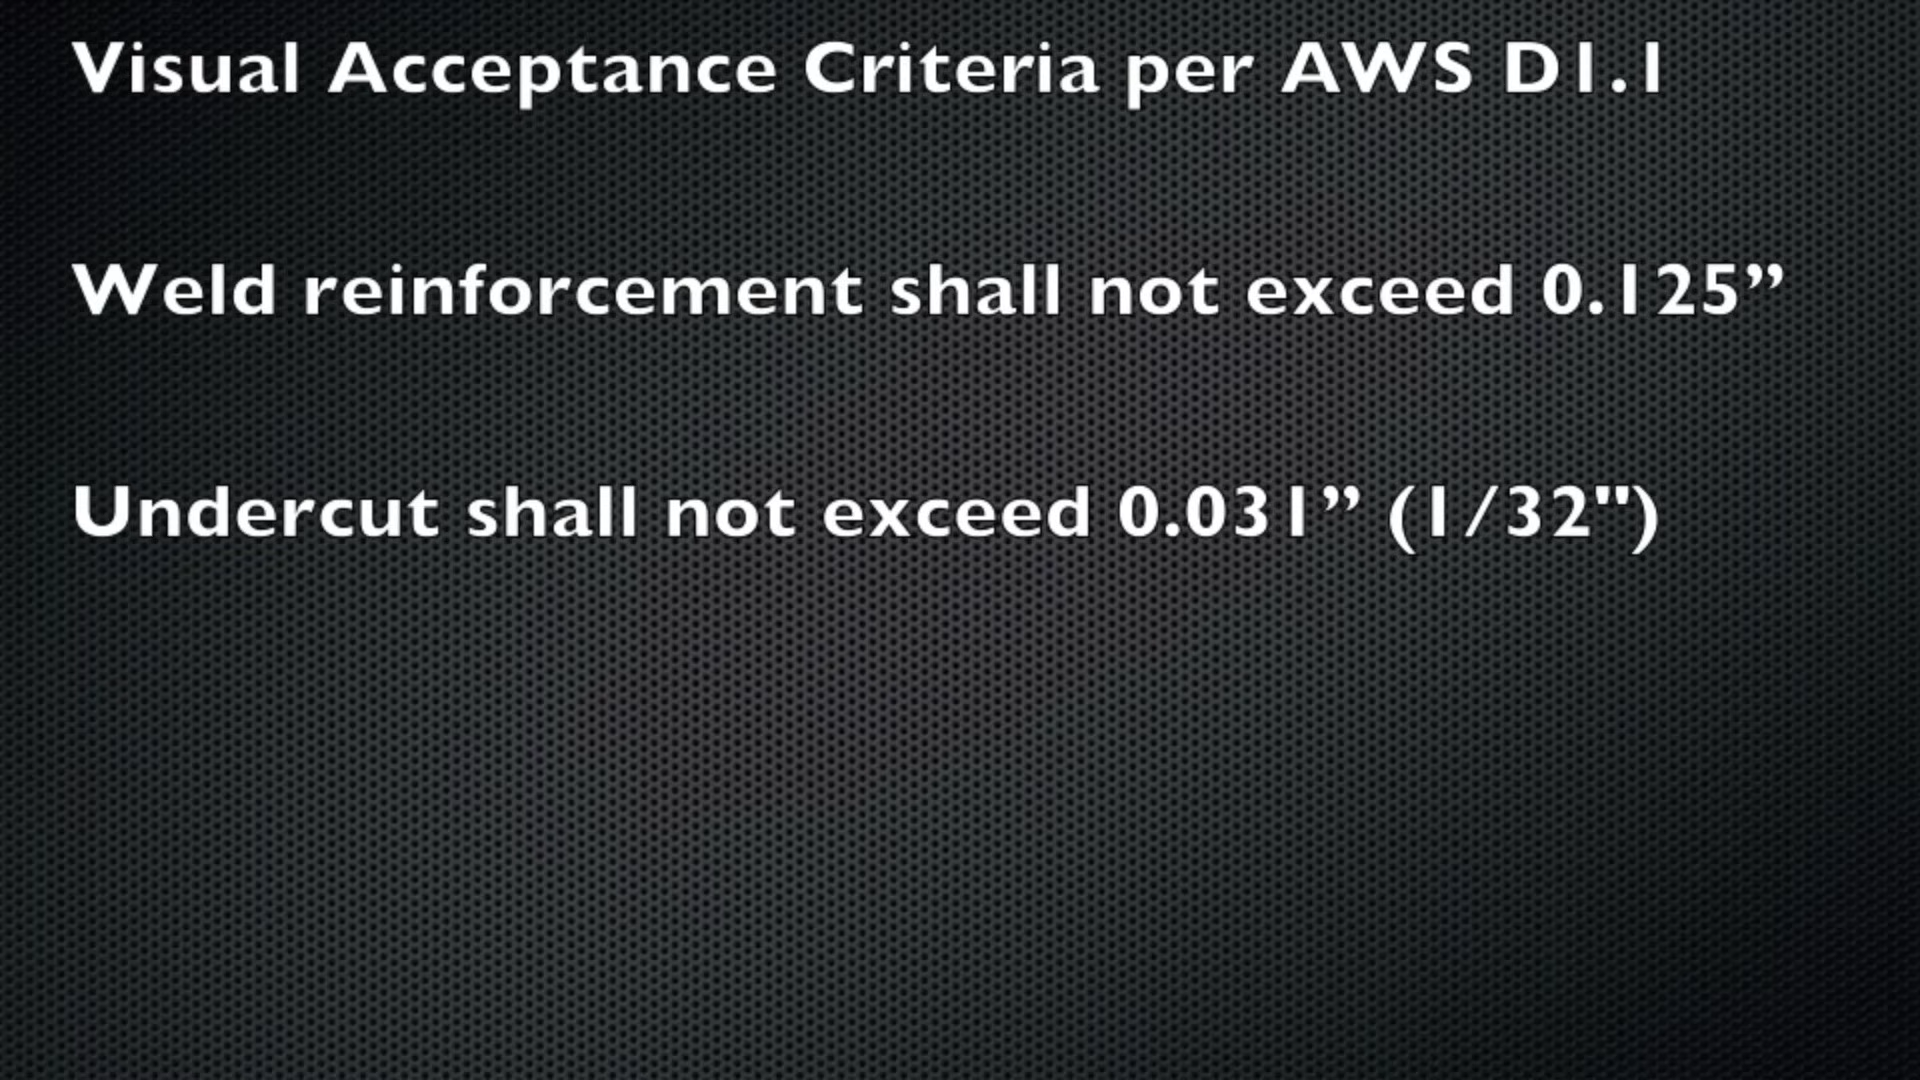 Visual Acceptance Criteria per AWS D1.1
Weld reinforcement shall not exceed 0.125”
Undercut shall not exceed 0.031” (1/32")